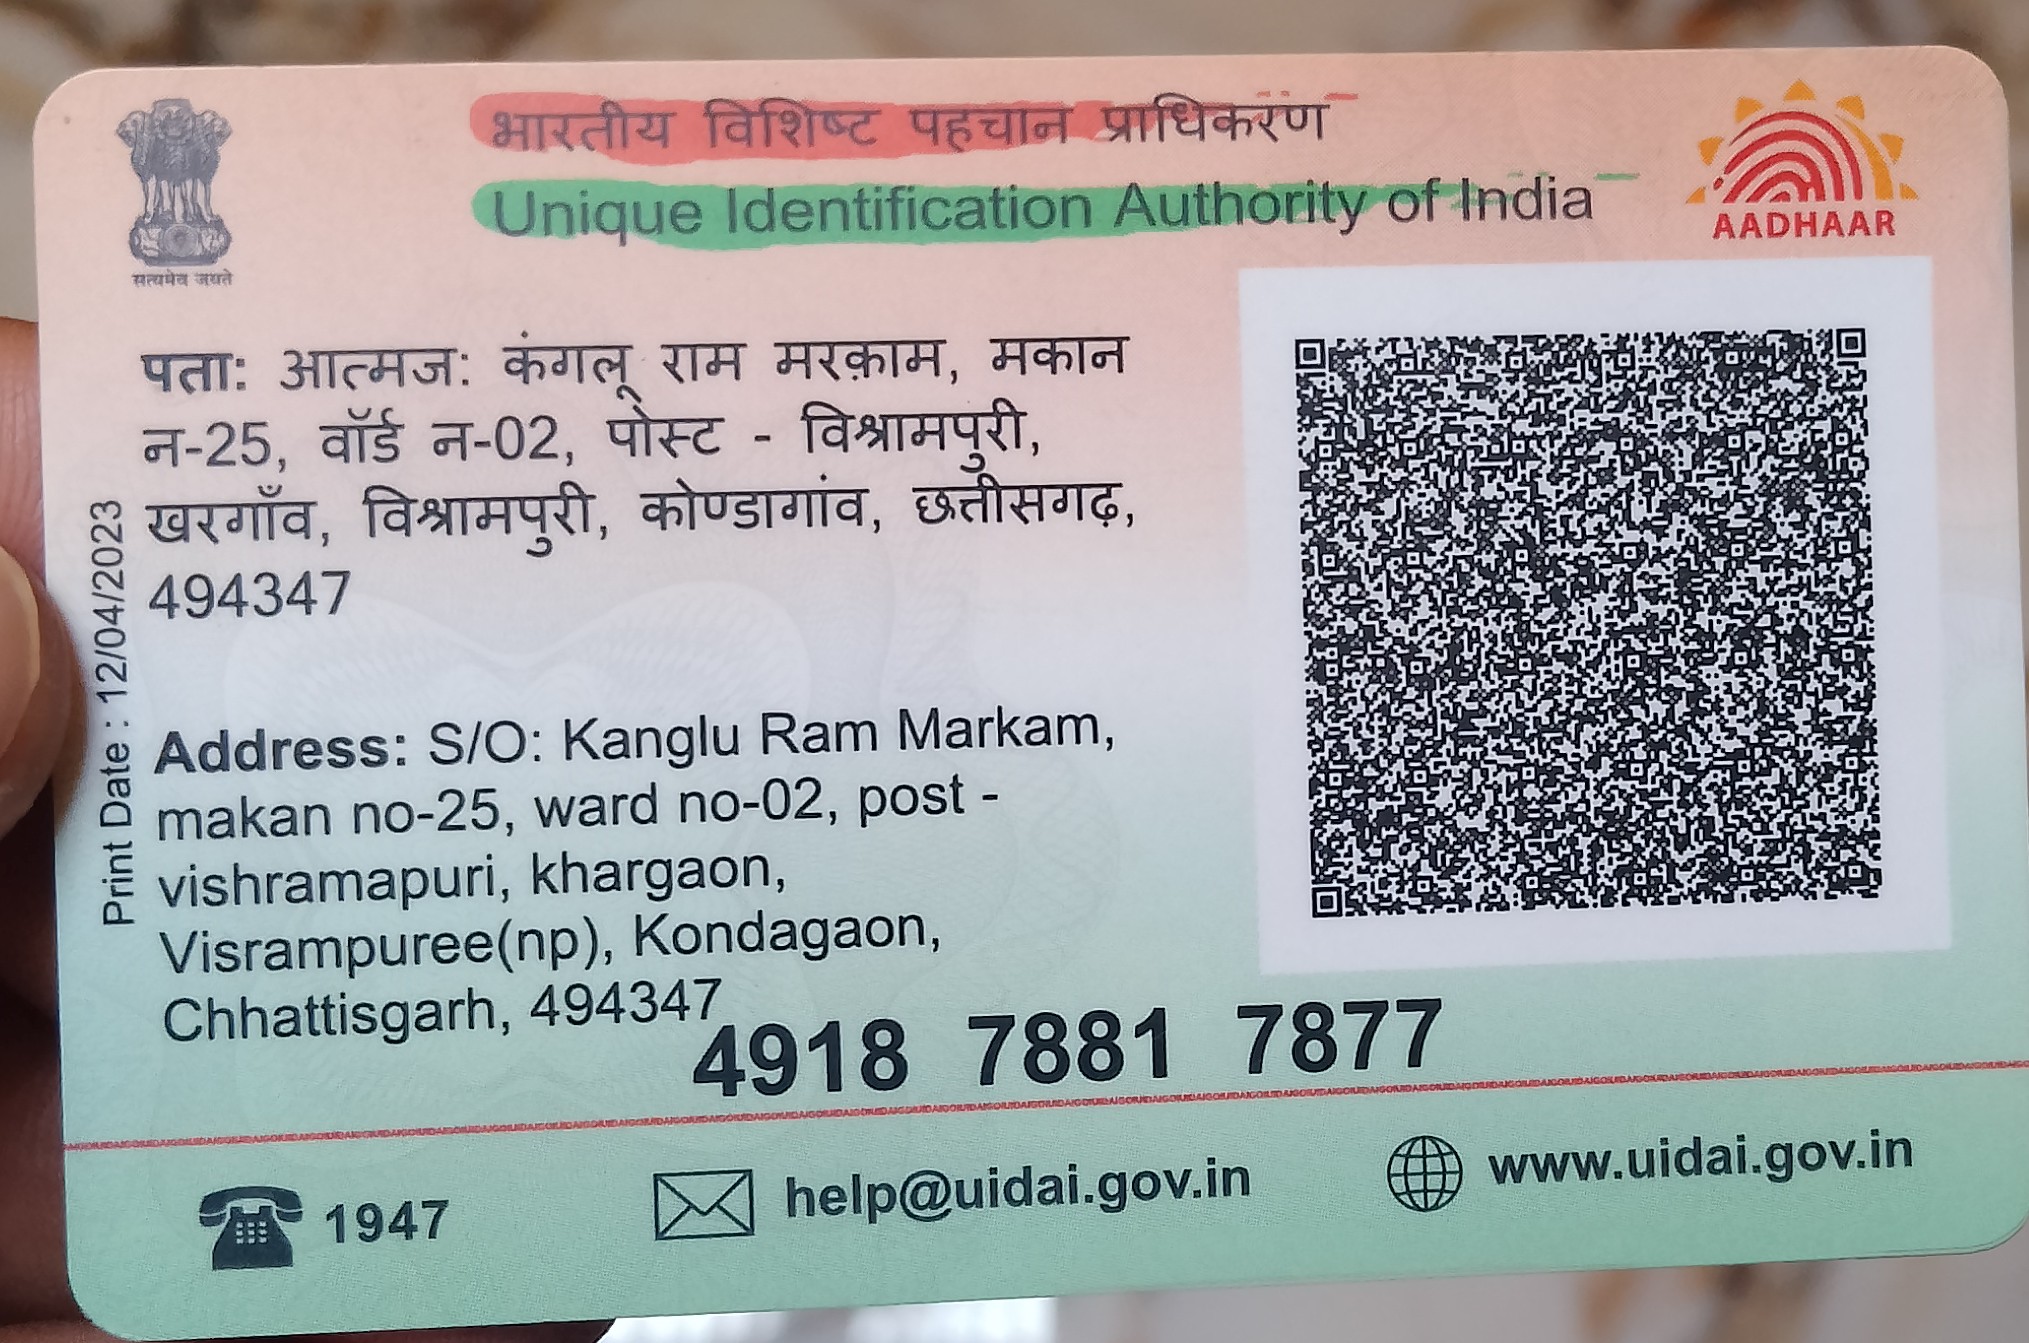 भारतीय विशिष्ट पहचान प्राधिकरण
Unique Identification Authority of India
AADHAAR
सत्यमेव जयते
पता: आत्मज: कंगलू राम मरक़ाम, मकान
न-25, वॉर्ड न-02, पोस्ट - विश्रामपुरी,
खरगाँव, विश्रामपुरी, कोण्डागांव, छत्तीसगढ़,
494347
Print Date : 12/04/2023
Address: S/O: Kanglu Ram Markam,
makan no-25, ward no-02, post -
vishramapuri, khargaon,
Visrampuree(np), Kondagaon,
Chhattisgarh, 494347
4918 7881 7877
1947
help@uidai.gov.in
www.uidai.gov.in